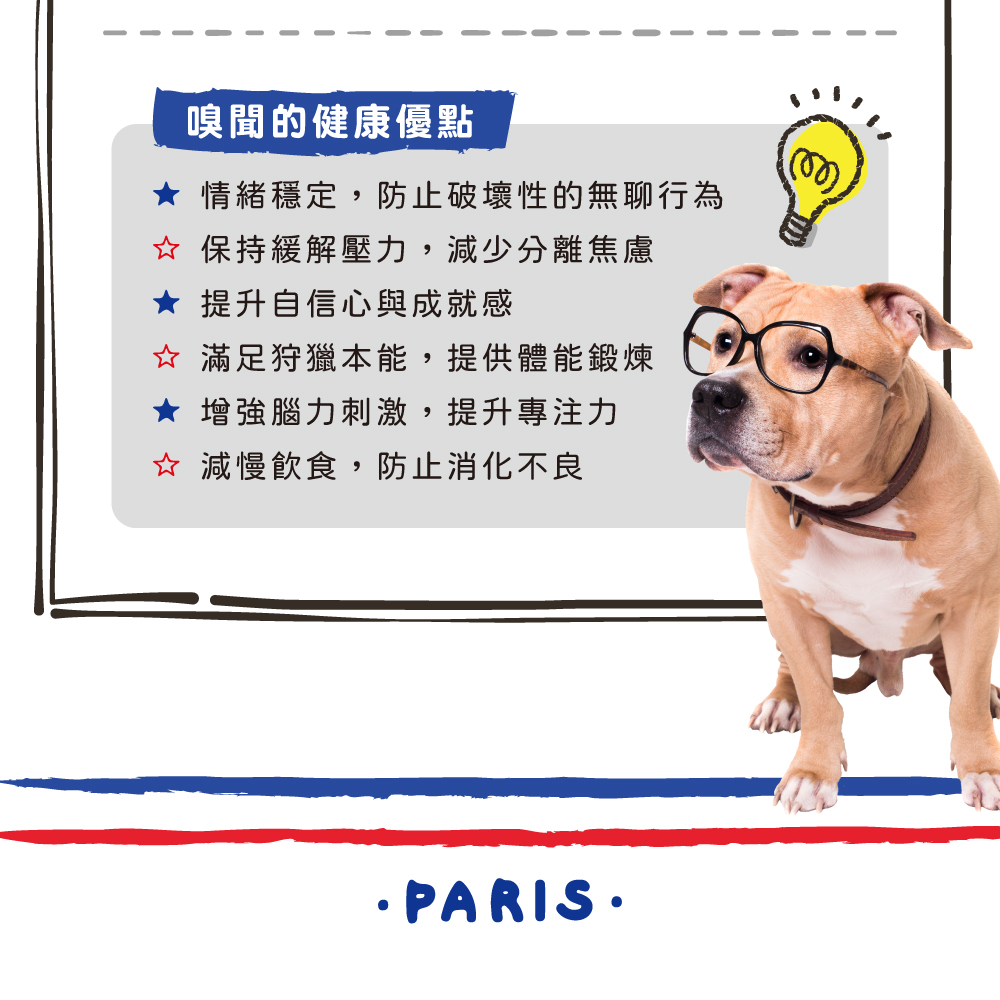 嗅聞的健康優點
情緒穩定，防止破壞性的無聊行為
保持緩解壓力，減少分離焦慮
提升自信心與成就感
滿足狩獵本能，提供體能鍛煉
增強腦力刺激，提升專注力
減慢飲食，防止消化不良
·PARIS·